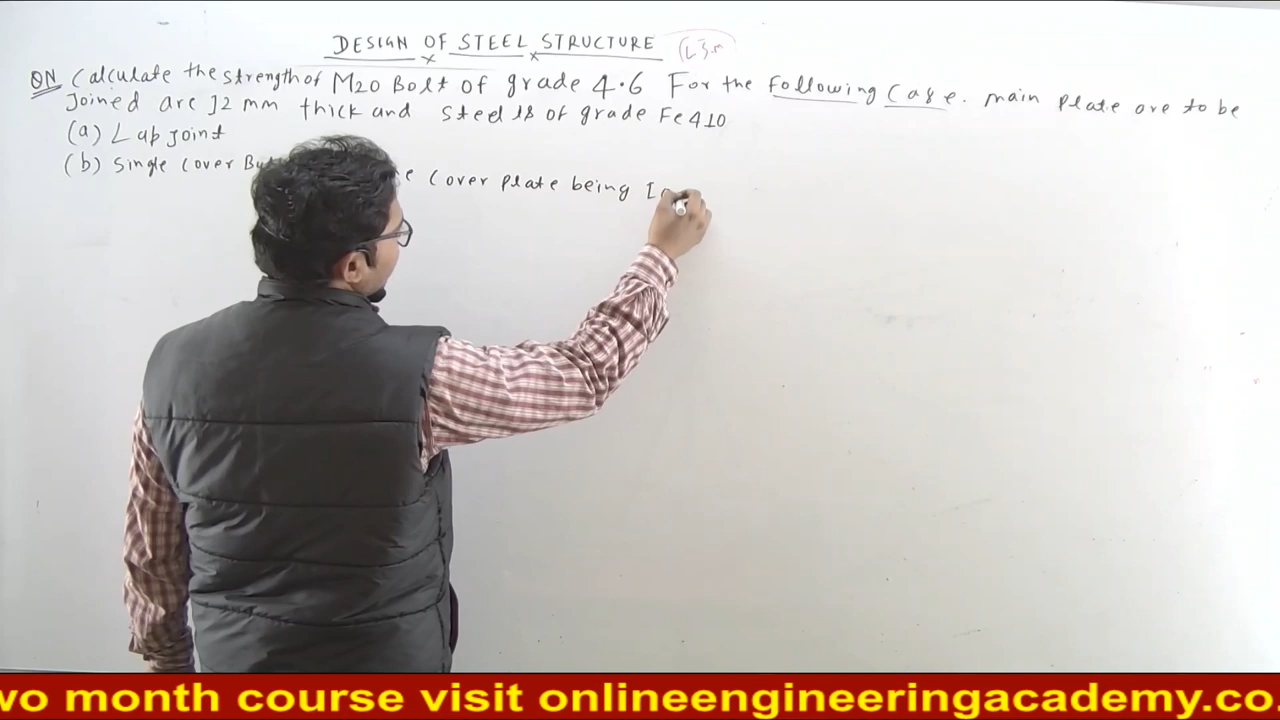 DESIGN OF STEEL STRUCTURE
QN Calculate the strength of M20 Bolt of grade 4.6 For the following Case. main plate are to be
joined are 12 mm thick and steel is of grade Fe 410
(a) Lap joint
(b) Single cover cover plate being
wo month course visit onlineengineeringacademy.co.